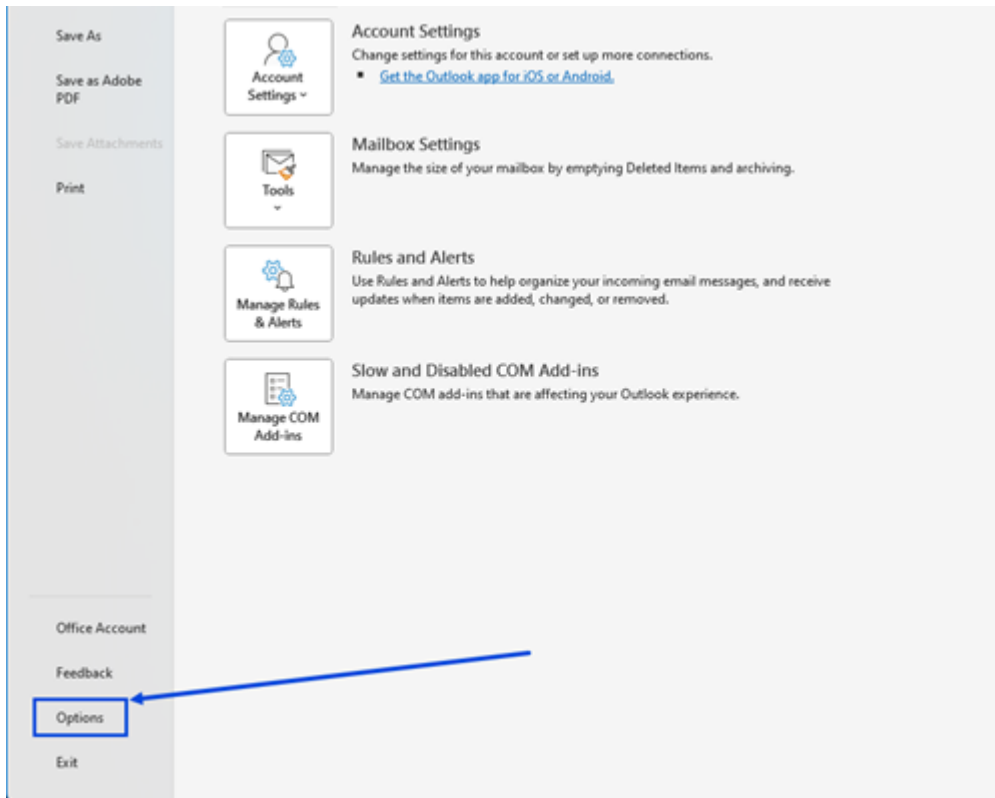 Save As
Save as Adobe
PDF
Save Attachments
Print
Office Account
Feedback
Options
Exit
Account
Settings
Account Settings
Change settings for this account or set up more connections.
Get the Outlook app for iOS or Android.
Tools
Mailbox Settings
Manage the size of your mailbox by emptying Deleted Items and archiving.
Manage Rules
& Alerts
Rules and Alerts
Use Rules and Alerts to help organize your incoming email messages, and receive
updates when items are added, changed, or removed.
Manage COM
Add-ins
Slow and Disabled COM Add-ins
Manage COM add-ins that are affecting your Outlook experience.